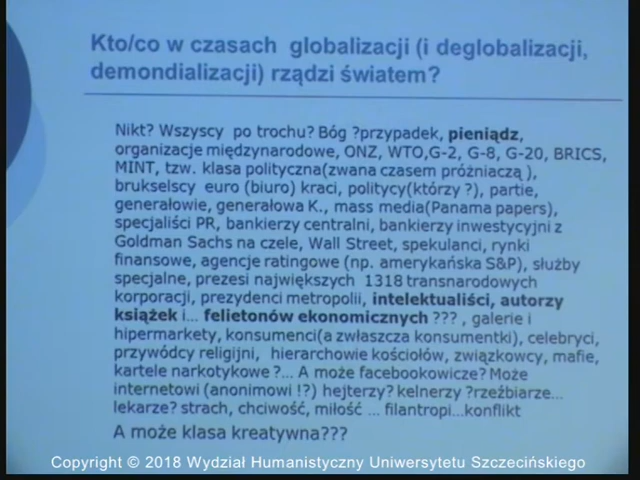 Kto/co w czasach globalizacji (i deglobalizacji,
demondializacji) rządzi światem?
Nikt? Wszyscy po trochu? Bóg ?przypadek, pieniądz,
organizacje międzynarodowe, ONZ, WTO,G-2, G-8, G-20, BRICS,
MINT, tzw. klasa polityczna(zwana czasem próżniaczą ),
brukselscy euro (biuro) kraci, politycy(którzy ?), partie,
generałowie, generałowa K., mass media(Panama papers),
specjaliści PR, bankierzy centralni, bankierzy inwestycyjni z
Goldman Sachs na czele, Wall Street, spekulanci, rynki
finansowe, agencje ratingowe (np. amerykańska S&P), służby
specjalne, prezesi największych 1318 transnarodowych
korporacji, prezydenci metropolii, intelektualiści, autorzy
książek i... felietonów ekonomicznych ??? , galerie i
hipermarkety, konsumenci(a zwłaszcza konsumentki), celebryci,
przywódcy religijni, hierarchowie kościołów, związkowcy, mafie,
kartele narkotykowe ?... A może facebookowicze? Może
internetowi (anonimowi !?) hejterzy? kelnerzy ?rzeźbiarze...
lekarze? strach, chciwość, miłość ... filantropi...konflikt
A może klasa kreatywna???
Copyright © 2018 Wydział Humanistyczny Uniwersytetu Szczecińskiego